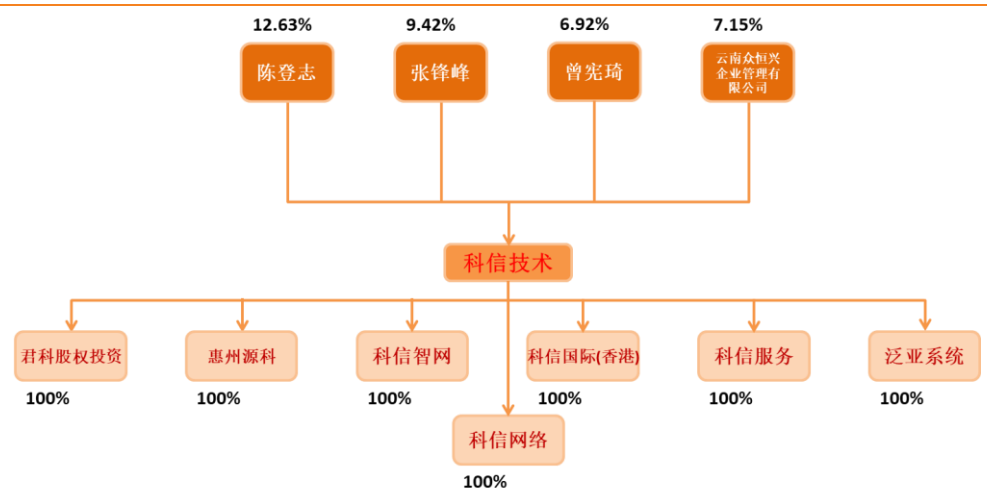 12.63%
9.42%
6.92%
7.15%
陈登志
张锋峰
曾宪琦
云南众恒兴
企业管理有
限公司
科信技术
君科股权投资
惠州源科
科信智网
科信国际(香港)
科信服务
泛亚系统
100%
100%
100%
100%
100%
100%
科信网络
100%